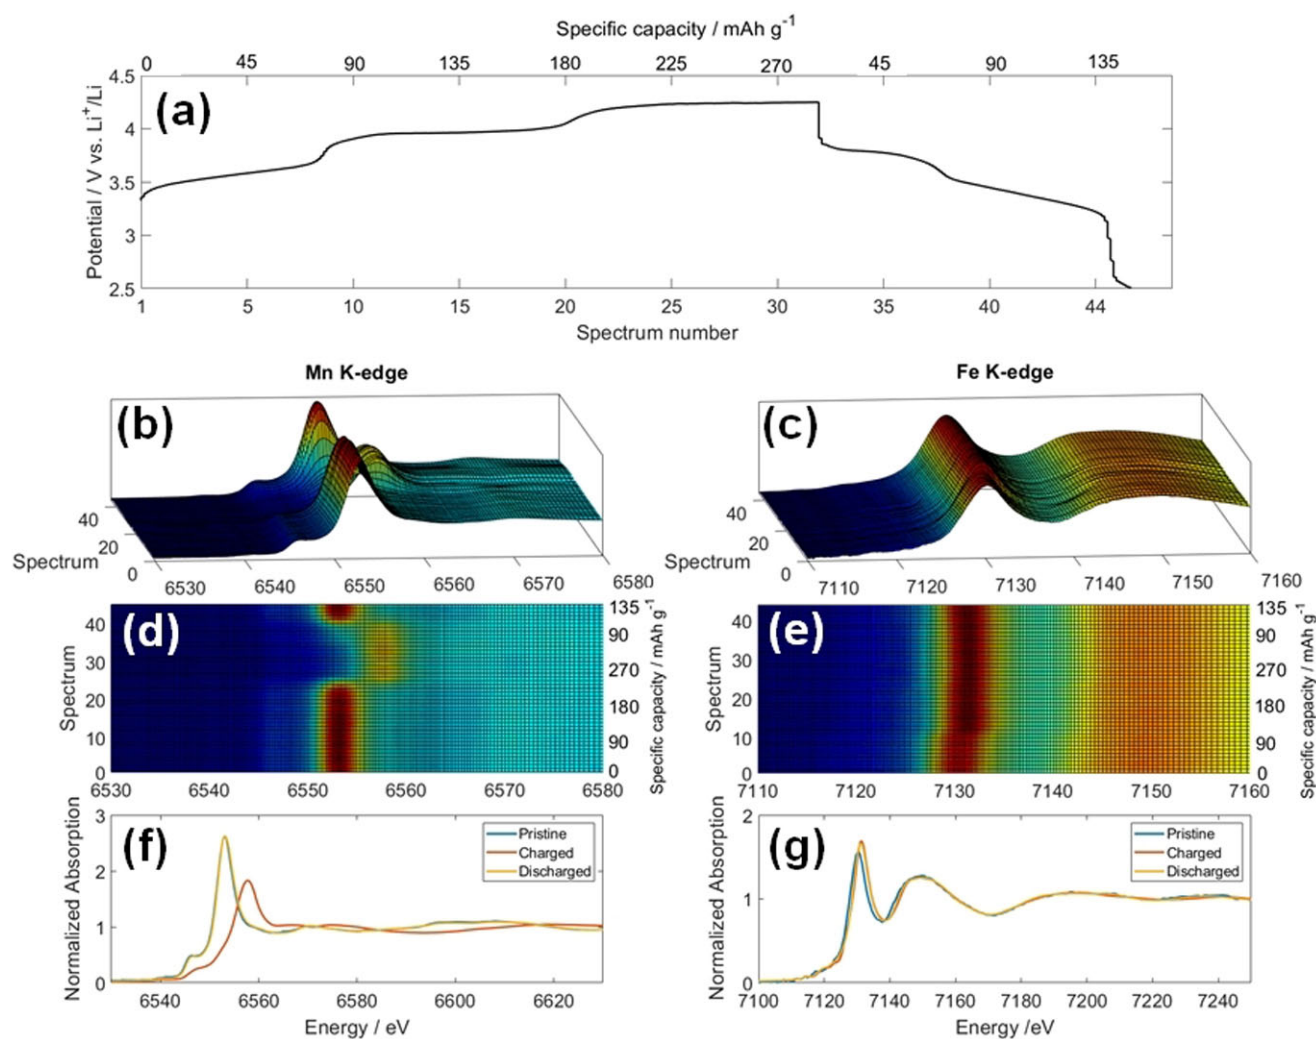 Specific capacity / mAh g-1
0 45 90 135 180 225 270 45 90 135
(a)
Potential / V vs. Li+/Li
4.5
4
3.5
3
2.5
1 5 10 15 20 25 30 35 40 44
Spectrum number
Mn K-edge
(b)
40
20
0
Spectrum
6530 6540 6550 6560 6570 6580
Fe K-edge
(c)
40
20
0
Spectrum
7110 7120 7130 7140 7150 7160
(d)
Spectrum
40
30
20
10
0
6530 6540 6550 6560 6570 6580
135
90
270
180
90
0
Specific capacity / mAh g-1
(e)
Spectrum
40
30
20
10
0
7110 7120 7130 7140 7150 7160
135
90
270
180
90
0
Specific capacity / mAh g-1
(f)
Normalized Absorption
3
2
1
0
Pristine
Charged
Discharged
6540 6560 6580 6600 6620
Energy / eV
(g)
Normalized Absorption
2
1
0
Pristine
Charged
Discharged
7100 7120 7140 7160 7180 7200 7220 7240
Energy /eV